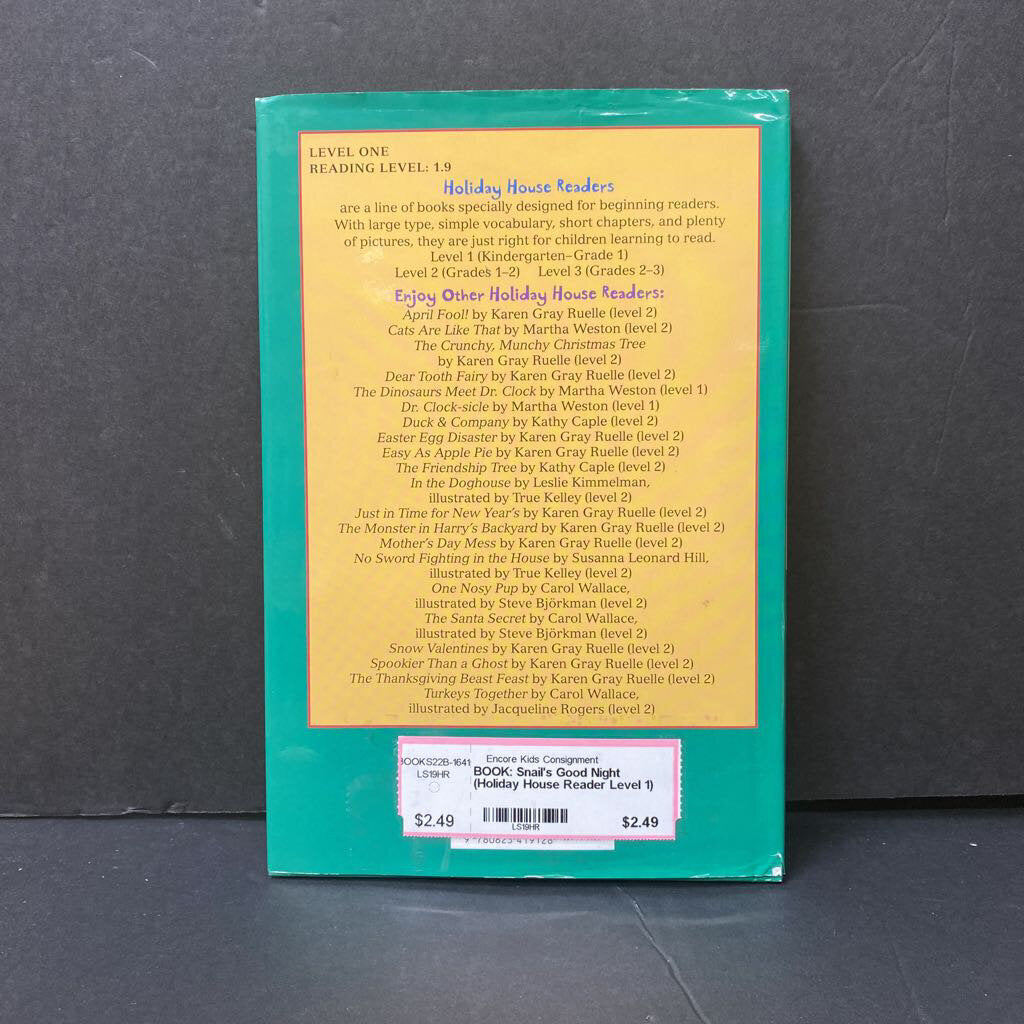 LEVEL ONE
READING LEVEL: 1.9
Holiday House Readers
are a line of books specially designed for beginning readers.
With large type, simple vocabulary, short chapters, and plenty
of pictures, they are just right for children learning to read.
Level 1 (Kindergarten–Grade 1)
Level 2 (Grades 1–2) Level 3 (Grades 2–3)
Enjoy Other Holiday House Readers:
April Fool! by Karen Gray Ruelle (level 2)
Cats Are Like That by Martha Weston (level 2)
The Crunchy, Munchy Christmas Tree
by Karen Gray Ruelle (level 2)
Dear Tooth Fairy by Karen Gray Ruelle (level 2)
The Dinosaurs Meet Dr. Clock by Martha Weston (level 1)
Dr. Clock-sicle by Martha Weston (level 1)
Duck & Company by Kathy Caple (level 2)
Easter Egg Disaster by Karen Gray Ruelle (level 2)
Easy As Apple Pie by Karen Gray Ruelle (level 2)
The Friendship Tree by Kathy Caple (level 2)
In the Doghouse by Leslie Kimmelman,
illustrated by True Kelley (level 2)
Just in Time for New Year's by Karen Gray Ruelle (level 2)
The Monster in Harry's Backyard by Karen Gray Ruelle (level 2)
Mother's Day Mess by Karen Gray Ruelle (level 2)
No Sword Fighting in the House by Susanna Leonard Hill,
illustrated by True Kelley (level 2)
One Nosy Pup by Carol Wallace,
illustrated by Steve Björkman (level 2)
The Santa Secret by Carol Wallace,
illustrated by Steve Björkman (level 2)
Snow Valentines by Karen Gray Ruelle (level 2)
Spookier Than a Ghost by Karen Gray Ruelle (level 2)
The Thanksgiving Beast Feast by Karen Gray Ruelle (level 2)
Turkeys Together by Carol Wallace,
illustrated by Jacqueline Rogers (level 2)
BOOKS22B-1641
LS19HR
$2.49
Encore Kids Consignment
BOOK: Snail's Good Night
(Holiday House Reader Level 1)
LS19HR
$2.49
9 780823 419128